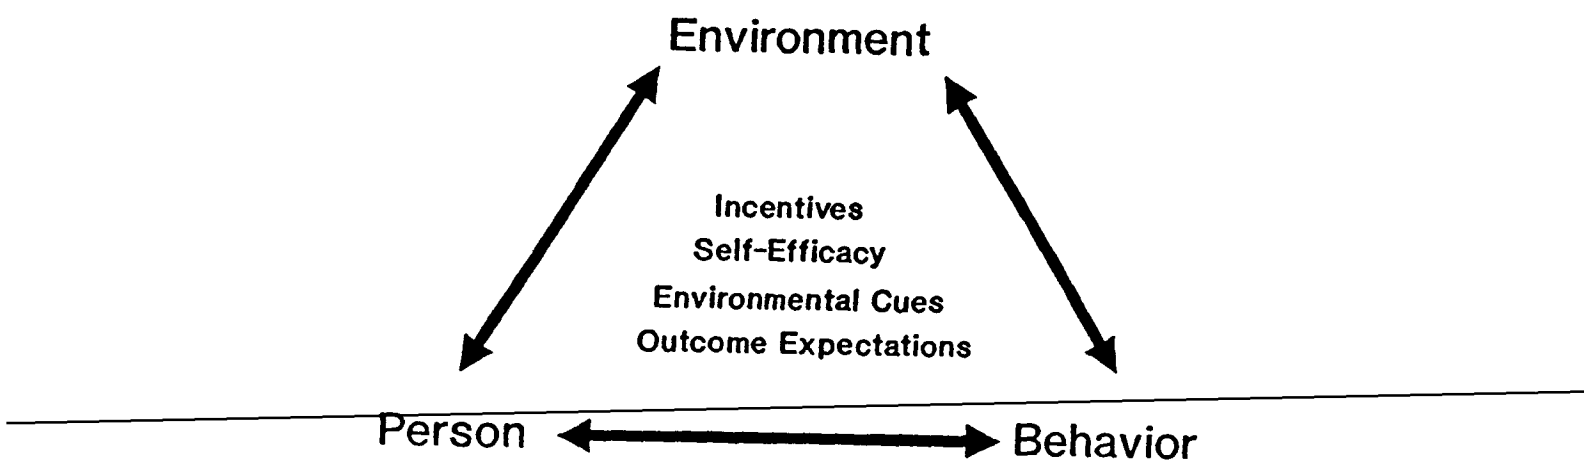 Environment
Incentives
Self-Efficacy
Environmental Cues
Outcome Expectations
Person
Behavior